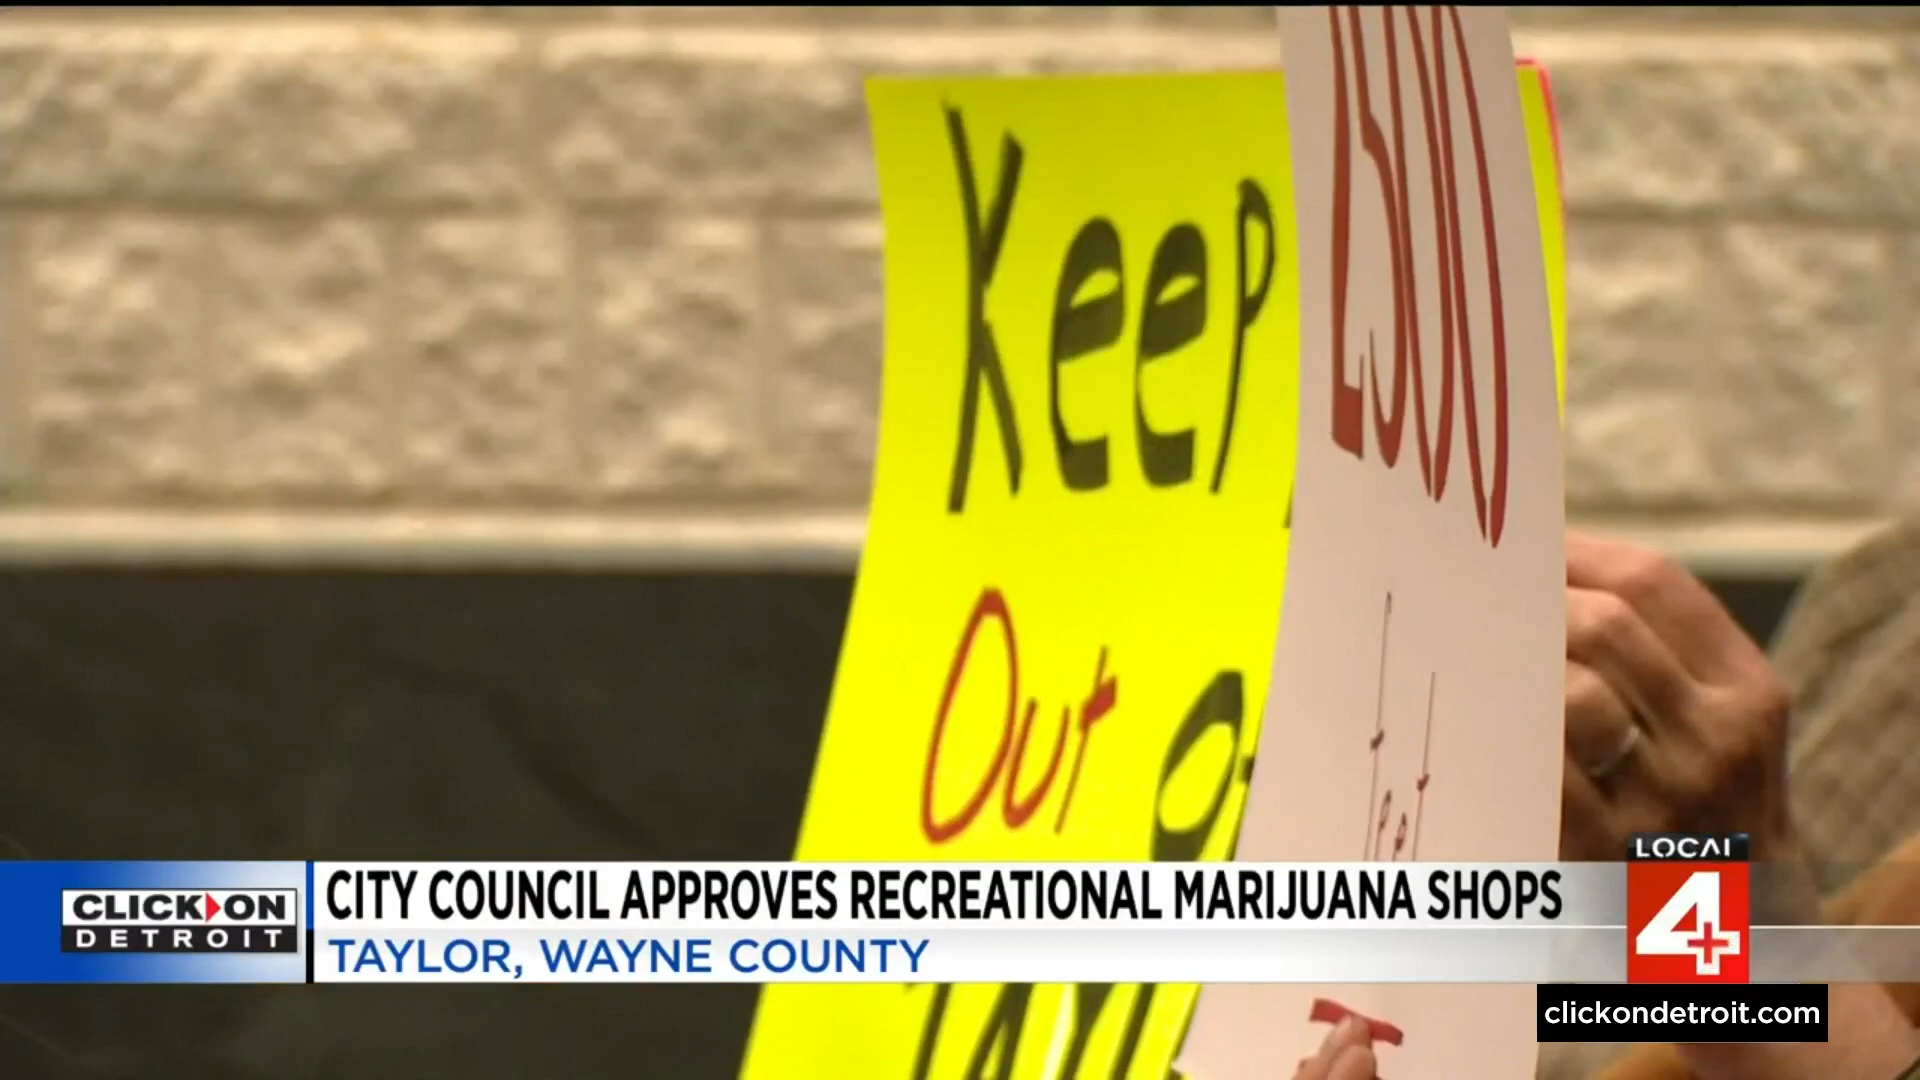 Keep
1500
Out
feet
LOCAL
4
CITY COUNCIL APPROVES RECREATIONAL MARIJUANA SHOPS
CLICK ON
DETROIT
TAYLOR, WAYNE COUNTY
clickondetroit.com